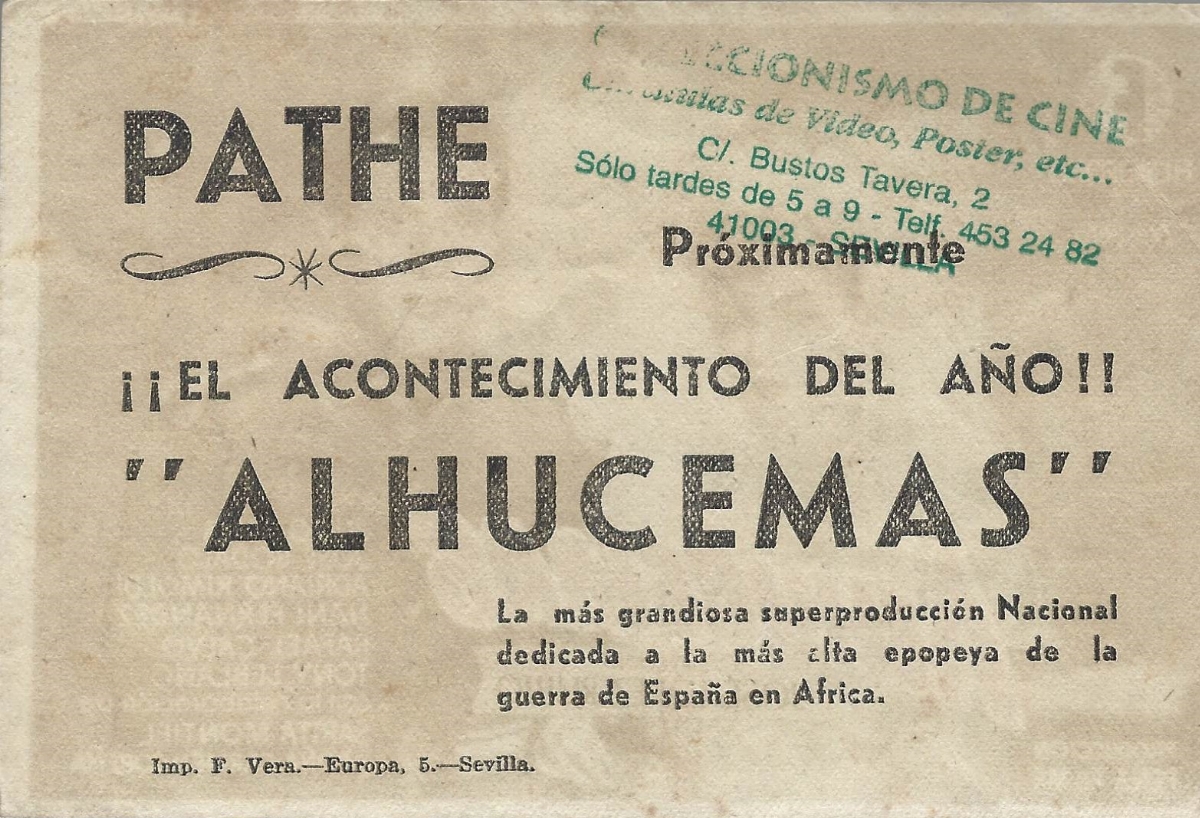 PATHE
COLECCIONISMO DE CINE
de Video, Poster, etc...
C/. Bustos Tavera, 2
Sólo tardes de 5 a 9 - Telf. 453 24 82
41003 - SEVILLA
Próximamente
¡¡EL ACONTECIMIENTO DEL AÑO!!
"ALHUCEMAS"
La más grandiosa superproducción Nacional
dedicada a la más alta epopeya de la
guerra de España en Africa.
Imp. F. Vera.—Europa, 5.—Sevilla.